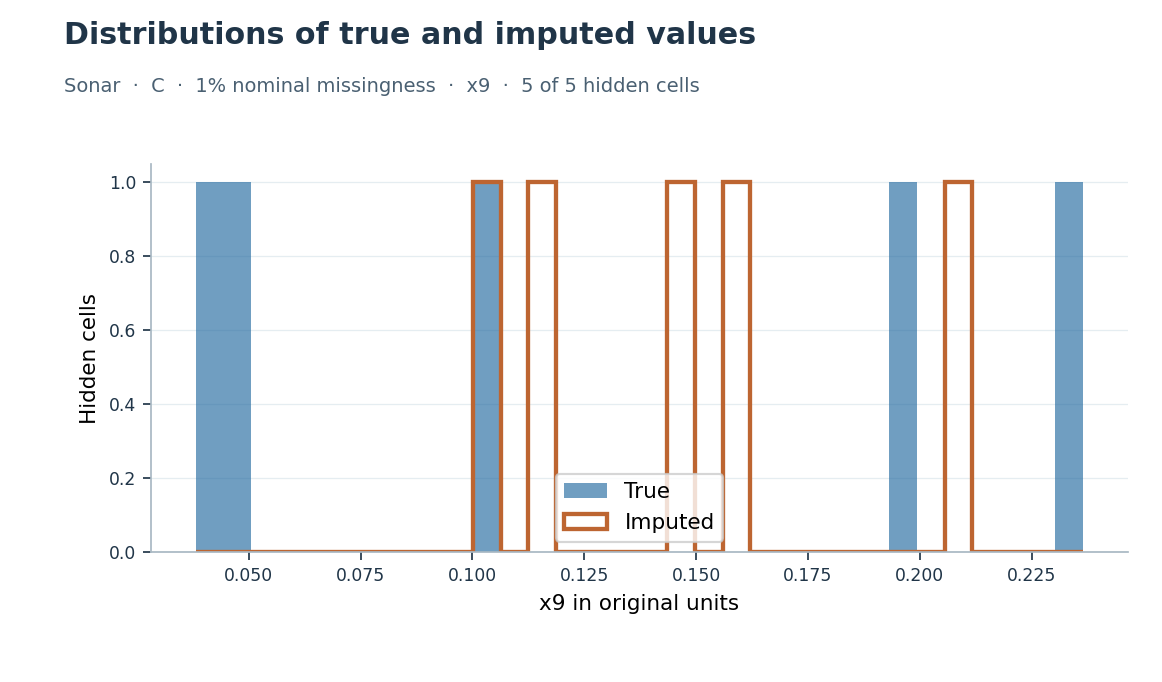 Distributions of true and imputed values
Sonar · C · 1% nominal missingness · x9 · 5 of 5 hidden cells
1.0
0.8
0.6
0.4
0.2
0.0
Hidden cells
True
Imputed
0.050 0.075 0.100 0.125 0.150 0.175 0.200 0.225
x9 in original units